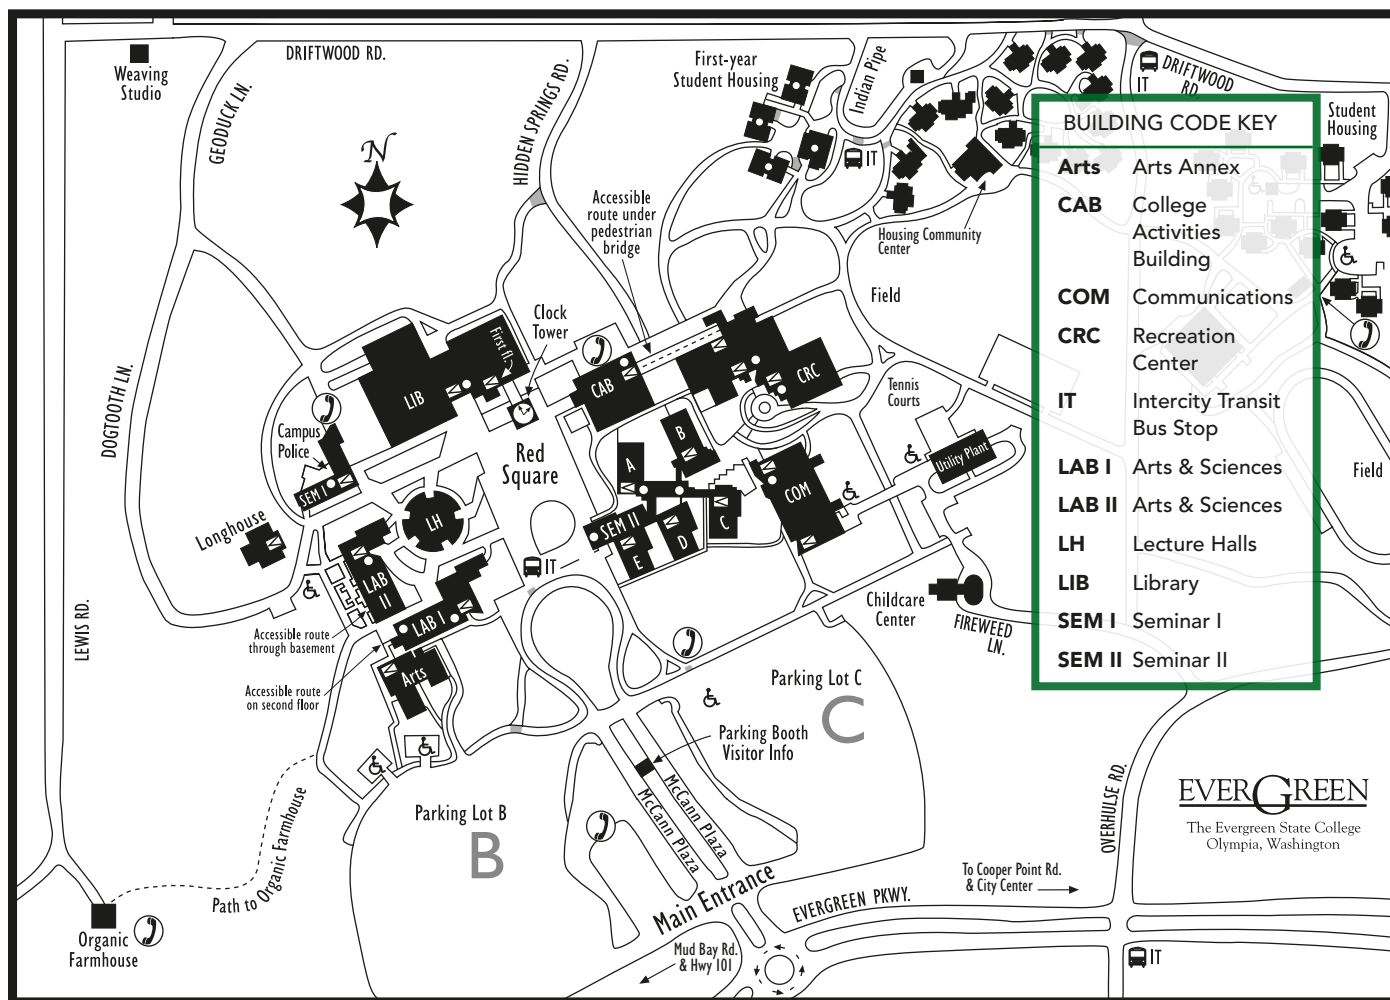 Weaving
Studio
DRIFTWOOD RD.
GEODUCK LN.
HIDDEN SPRINGS RD.
First-year
Student Housing
Indian Pipe
IT
DRIFTWOOD
RD.
IT
Student
Housing
N
Accessible
route under
pedestrian
bridge
Housing Community
Center
Field
BUILDING CODE KEY
Arts Arts Annex
CAB College
Activities
Building
COM Communications
CRC Recreation
Center
IT Intercity Transit
Bus Stop
LAB I Arts & Sciences
LAB II Arts & Sciences
LH Lecture Halls
LIB Library
SEM I Seminar I
SEM II Seminar II
Clock
Tower
First fl.
LIB
CAB
CRC
DOGTOOTH LN.
Campus
Police
SEM I
Red
Square
Tennis
Courts
A
B
COM
Utility Plant
Field
Longhouse
LH
SEM II
C
D
E
IT
LAB
II
LAB I
LEWIS RD.
Accessible route
through basement
Accessible route
on second floor
Arts
Childcare
Center
FIREWEED
LN.
Parking Lot C
C
Parking Booth
Visitor Info
McCann Plaza
McCann Plaza
Parking Lot B
B
Path to Organic Farmhouse
Organic
Farmhouse
Main Entrance
EVERGREEN PKWY.
To Cooper Point Rd.
& City Center
Mud Bay Rd.
& Hwy 101
OVERHULSE RD.
EVERGREEN
The Evergreen State College
Olympia, Washington
IT